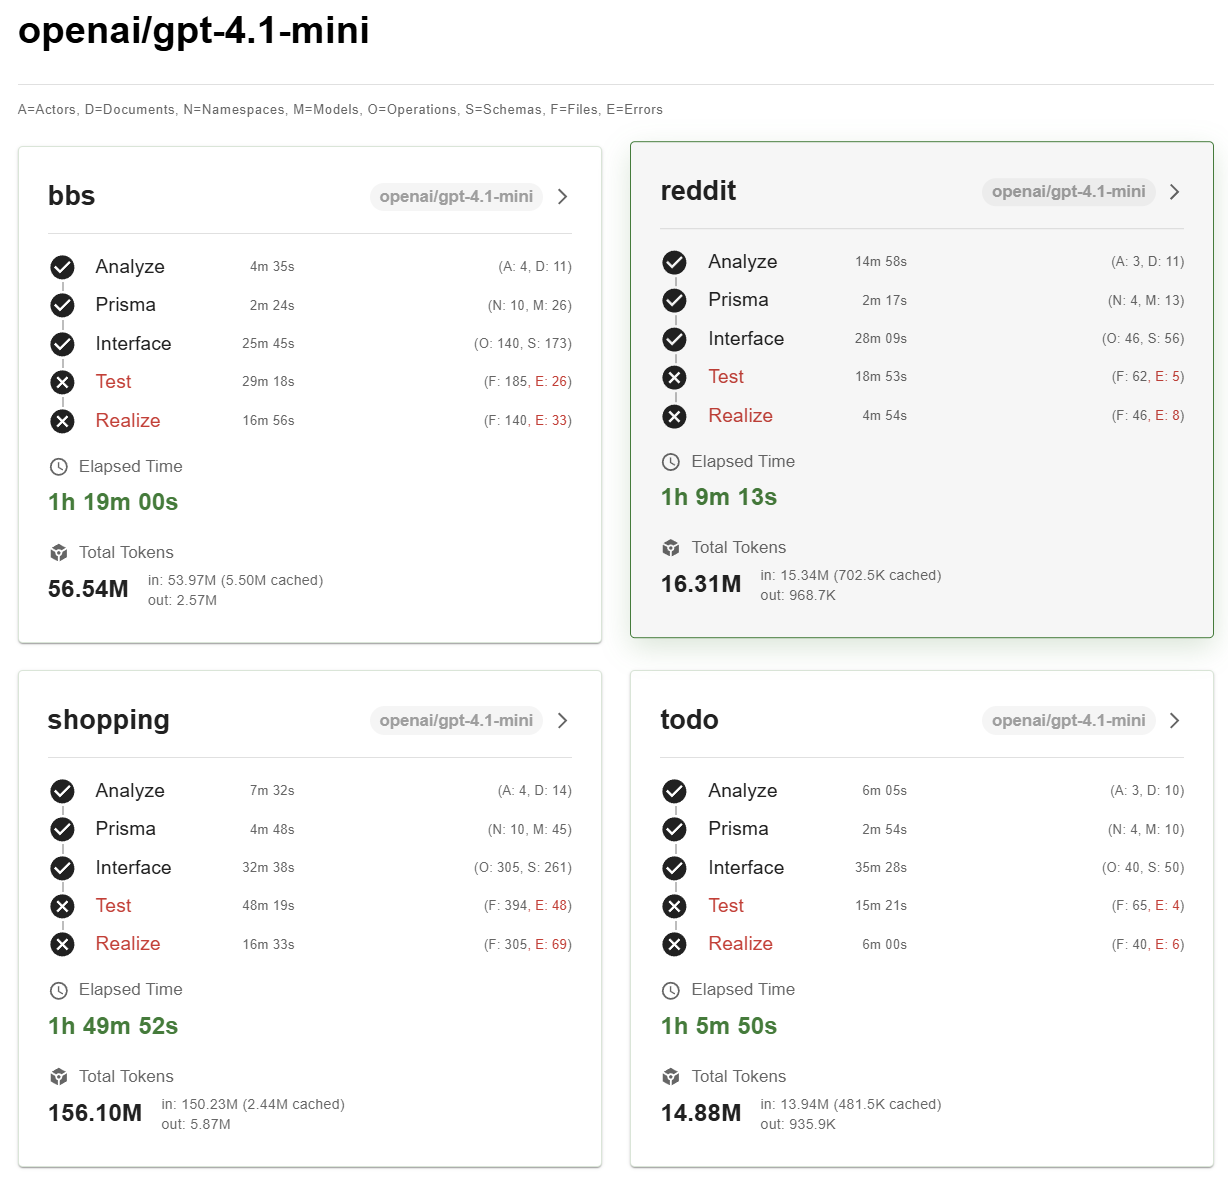 openai/gpt-4.1-mini
A=Actors, D=Documents, N=Namespaces, M=Models, O=Operations, S=Schemas, F=Files, E=Errors
bbs openai/gpt-4.1-mini
Analyze 4m 35s (A: 4, D: 11)
Prisma 2m 24s (N: 10, M: 26)
Interface 25m 45s (O: 140, S: 173)
Test 29m 18s (F: 185, E: 26)
Realize 16m 56s (F: 140, E: 33)
Elapsed Time
1h 19m 00s
Total Tokens
56.54M
in: 53.97M (5.50M cached)
out: 2.57M
reddit openai/gpt-4.1-mini
Analyze 14m 58s (A: 3, D: 11)
Prisma 2m 17s (N: 4, M: 13)
Interface 28m 09s (O: 46, S: 56)
Test 18m 53s (F: 62, E: 5)
Realize 4m 54s (F: 46, E: 8)
Elapsed Time
1h 9m 13s
Total Tokens
16.31M
in: 15.34M (702.5K cached)
out: 968.7K
shopping openai/gpt-4.1-mini
Analyze 7m 32s (A: 4, D: 14)
Prisma 4m 48s (N: 10, M: 45)
Interface 32m 38s (O: 305, S: 261)
Test 48m 19s (F: 394, E: 48)
Realize 16m 33s (F: 305, E: 69)
Elapsed Time
1h 49m 52s
Total Tokens
156.10M
in: 150.23M (2.44M cached)
out: 5.87M
todo openai/gpt-4.1-mini
Analyze 6m 05s (A: 3, D: 10)
Prisma 2m 54s (N: 4, M: 10)
Interface 35m 28s (O: 40, S: 50)
Test 15m 21s (F: 65, E: 4)
Realize 6m 00s (F: 40, E: 6)
Elapsed Time
1h 5m 50s
Total Tokens
14.88M
in: 13.94M (481.5K cached)
out: 935.9K